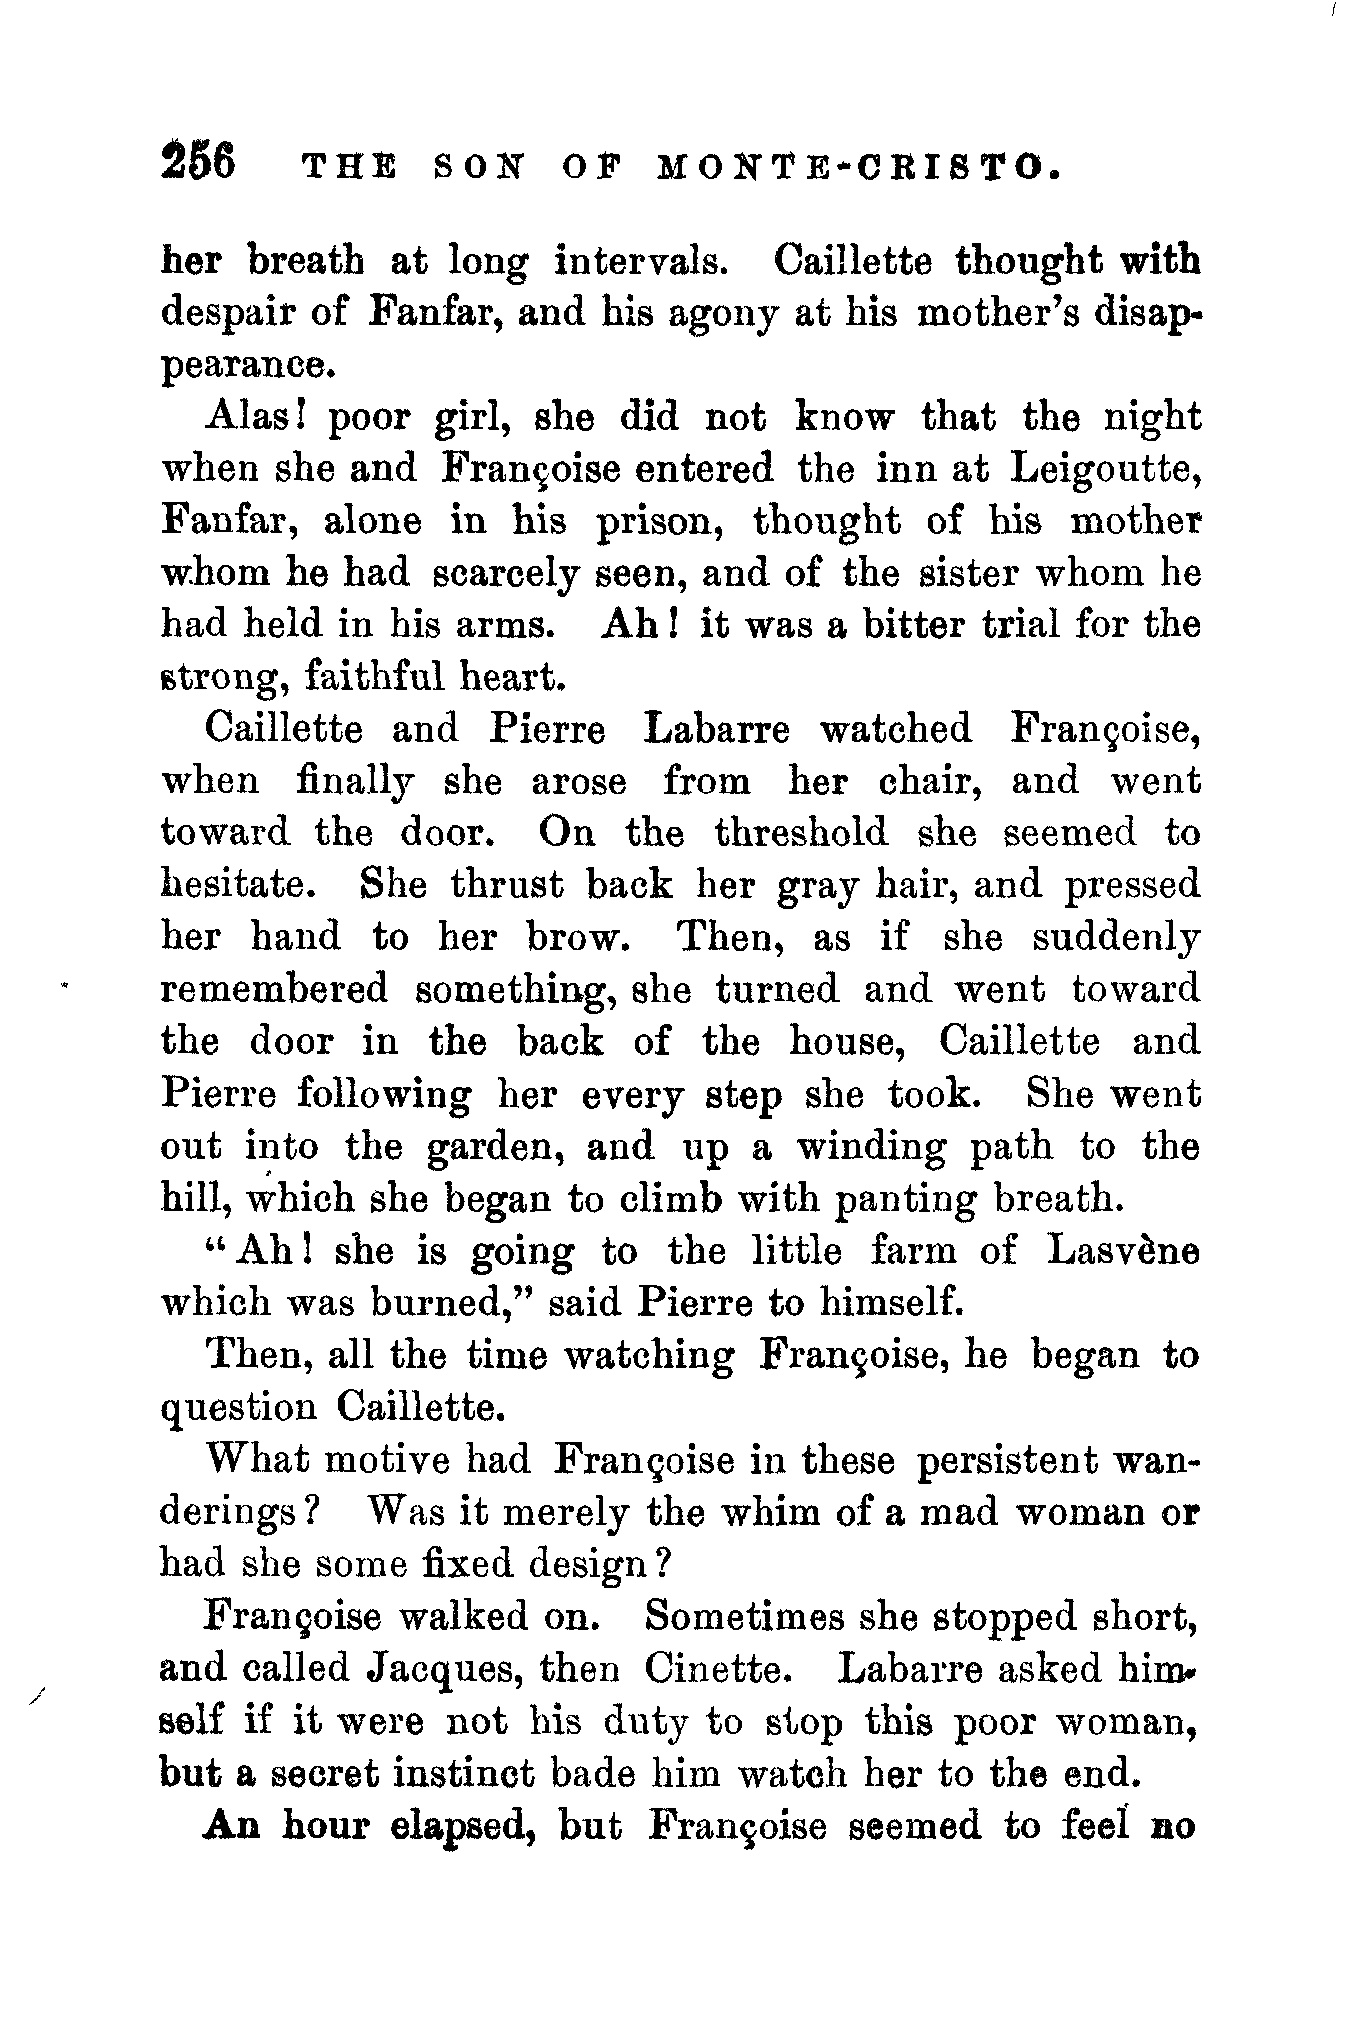 256 THE SON OF MONTE-CRISTO.
her breath at long intervals. Caillette thought with
despair of Fanfar, and his agony at his mother's disap-
pearance.
Alas! poor girl, she did not know that the night
when she and Françoise entered the inn at Leigoutte,
Fanfar, alone in his prison, thought of his mother
whom he had scarcely seen, and of the sister whom he
had held in his arms. Ah! it was a bitter trial for the
strong, faithful heart.
Caillette and Pierre Labarre watched Françoise,
when finally she arose from her chair, and went
toward the door. On the threshold she seemed to
hesitate. She thrust back her gray hair, and pressed
her hand to her brow. Then, as if she suddenly
remembered something, she turned and went toward
the door in the back of the house, Caillette and
Pierre following her every step she took. She went
out into the garden, and up a winding path to the
hill, which she began to climb with panting breath.
"Ah! she is going to the little farm of Lasvène
which was burned," said Pierre to himself.
Then, all the time watching Françoise, he began to
question Caillette.
What motive had Françoise in these persistent wan-
derings? Was it merely the whim of a mad woman or
had she some fixed design?
Françoise walked on. Sometimes she stopped short,
and called Jacques, then Cinette. Labarre asked him-
self if it were not his duty to stop this poor woman,
but a secret instinct bade him watch her to the end.
An hour elapsed, but Françoise seemed to feel no